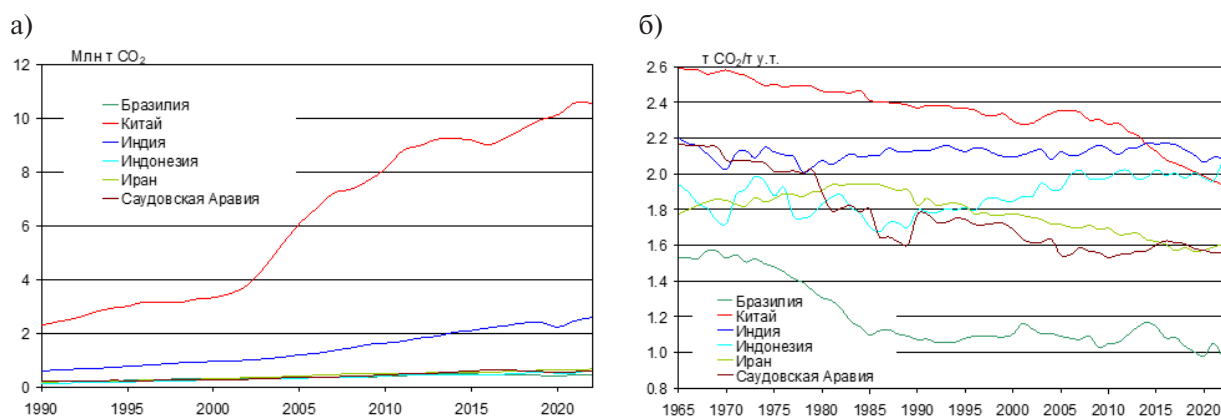 а)
Млн т CO₂
12
10
8
6
4
2
0
Бразилия
Китай
Индия
Индонезия
Иран
Саудовская Аравия
1990 1995 2000 2005 2010 2015 2020
б)
т CO₂/т у.т.
2.6
2.4
2.2
2.0
1.8
1.6
1.4
1.2
1.0
0.8
Бразилия
Китай
Индия
Индонезия
Иран
Саудовская Аравия
1965 1970 1975 1980 1985 1990 1995 2000 2005 2010 2015 2020